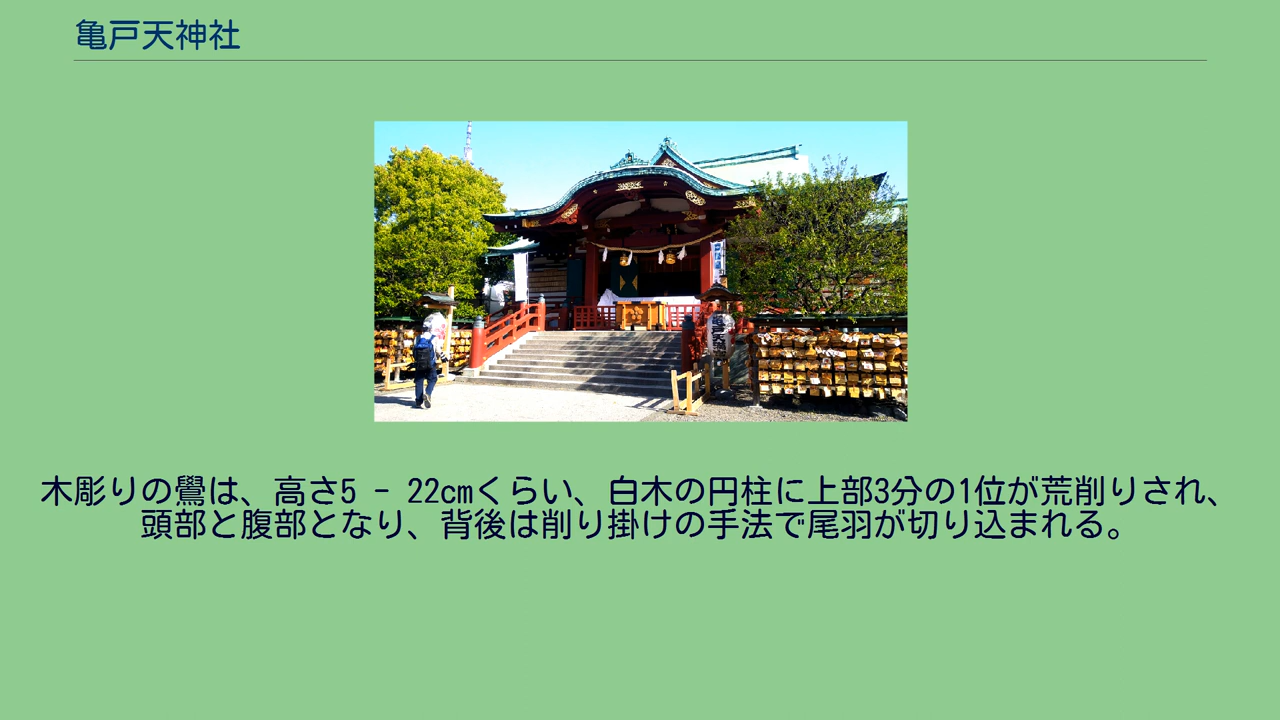 亀戸天神社
木彫りの鷽は、高さ5 - 22cmくらい、白木の円柱に上部3分の1位が荒削りされ、
頭部と腹部となり、背後は削り掛けの手法で尾羽が切り込まれる。